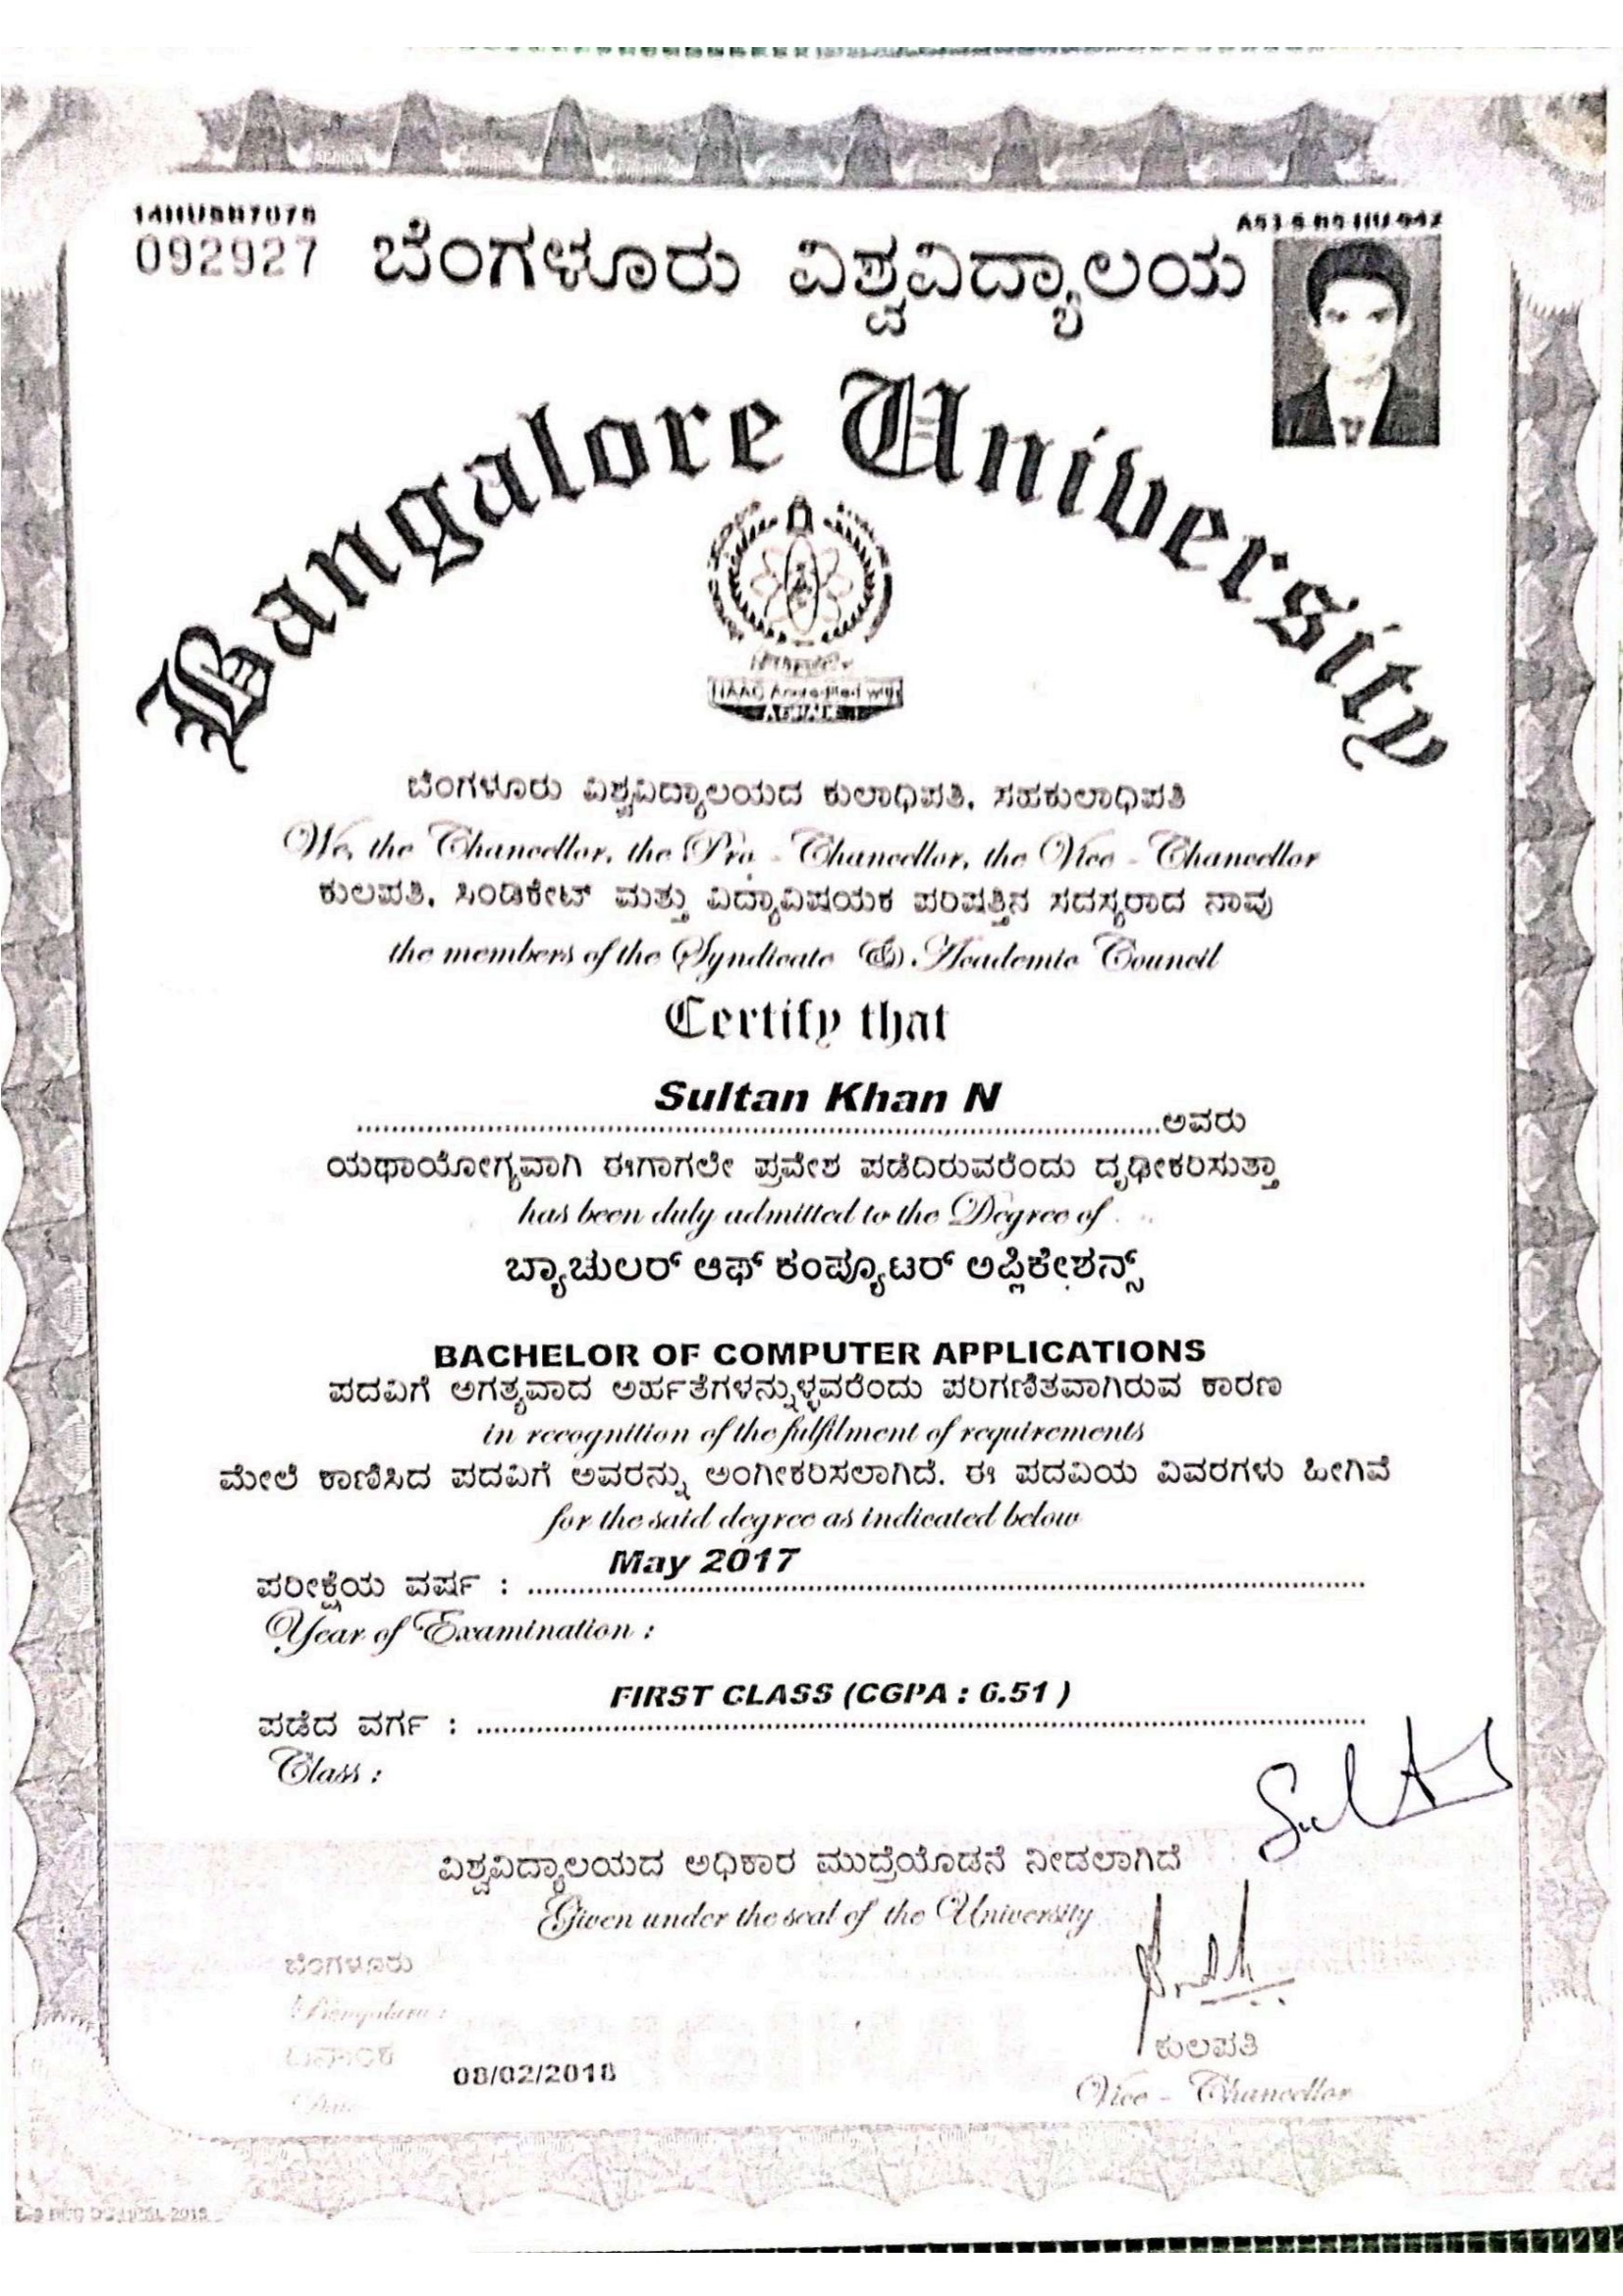 092927
ಬೆಂಗಳೂರು ವಿಶ್ವವಿದ್ಯಾಲಯ
Bangalore University
NAAC Accredited with
ಬೆಂಗಳೂರು ವಿಶ್ವವಿದ್ಯಾಲಯದ ಕುಲಾಧಿಪತಿ, ಸಹಕುಲಾಧಿಪತಿ
We, the Chancellor, the Pro - Chancellor, the Vice - Chancellor
ಕುಲಪತಿ, ಸಿಂಡಿಕೇಟ್ ಮತ್ತು ವಿದ್ಯಾವಿಷಯಕ ಪರಿಷತ್ತಿನ ಸದಸ್ಯರಾದ ನಾವು
the members of the Syndicate & Academic Council
Certify that
Sultan Khan N
ಅವರು
ಯಥಾಯೋಗ್ಯವಾಗಿ ಈಗಾಗಲೇ ಪ್ರವೇಶ ಪಡೆದಿರುವರೆಂದು ದೃಢೀಕರಿಸುತ್ತಾ
has been duly admitted to the Degree of
ಬ್ಯಾಚುಲರ್ ಆಫ್ ಕಂಪ್ಯೂಟರ್ ಅಪ್ಲಿಕೇಶನ್ಸ್
BACHELOR OF COMPUTER APPLICATIONS
ಪದವಿಗೆ ಅಗತ್ಯವಾದ ಅರ್ಹತೆಗಳನ್ನುಳ್ಳವರೆಂದು ಪರಿಗಣಿತವಾಗಿರುವ ಕಾರಣ
in recognition of the fulfilment of requirements
ಮೇಲೆ ಕಾಣಿಸಿದ ಪದವಿಗೆ ಅವರನ್ನು ಅಂಗೀಕರಿಸಲಾಗಿದೆ. ಈ ಪದವಿಯ ವಿವರಗಳು ಹೀಗಿವೆ
for the said degree as indicated below
May 2017
ಪರೀಕ್ಷೆಯ ವರ್ಷ :
Year of Examination :
FIRST CLASS (CGPA : 6.51 )
ಪಡೆದ ವರ್ಗ :
Class :
ವಿಶ್ವವಿದ್ಯಾಲಯದ ಅಧಿಕಾರ ಮುದ್ರೆಯೊಡನೆ ನೀಡಲಾಗಿದೆ
Given under the seal of the University
ಬೆಂಗಳೂರು
Bengaluru :
ದಿನಾಂಕ
08/02/2018
Date
ಕುಲಪತಿ
Vice - Chancellor